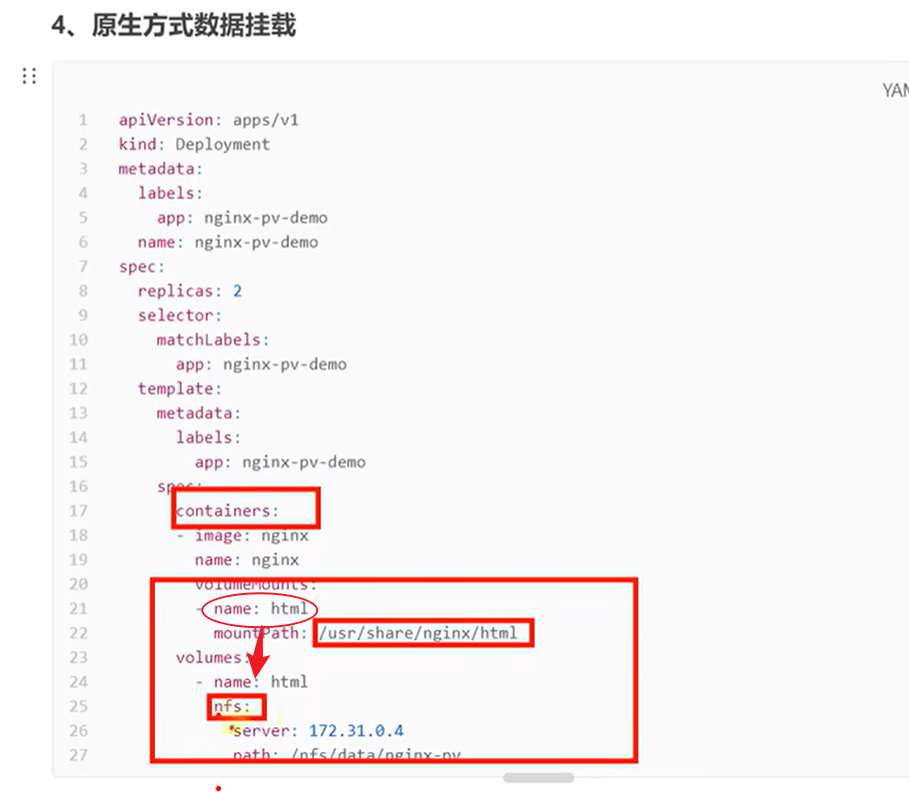 4、原生方式数据挂载
YAM
1 apiVersion: apps/v1
2 kind: Deployment
3 metadata:
4   labels:
5     app: nginx-pv-demo
6   name: nginx-pv-demo
7 spec:
8   replicas: 2
9   selector:
10     matchLabels:
11       app: nginx-pv-demo
12   template:
13     metadata:
14       labels:
15         app: nginx-pv-demo
16     spec:
17       containers:
18       - image: nginx
19         name: nginx
20         volumeMounts:
21         - name: html
22           mountPath: /usr/share/nginx/html
23       volumes:
24         - name: html
25           nfs:
26             server: 172.31.0.4
27             path: /nfs/data/nginx-pv